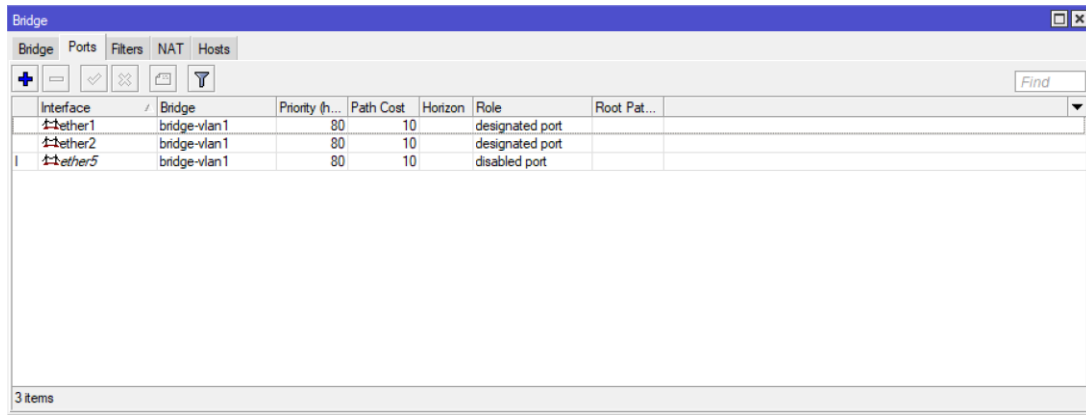 Bridge
Bridge Ports Filters NAT Hosts
Find
Interface Bridge Priority (h... Path Cost Horizon Role Root Pat...
ether1 bridge-vlan1 80 10 designated port
ether2 bridge-vlan1 80 10 designated port
I ether5 bridge-vlan1 80 10 disabled port
3 items